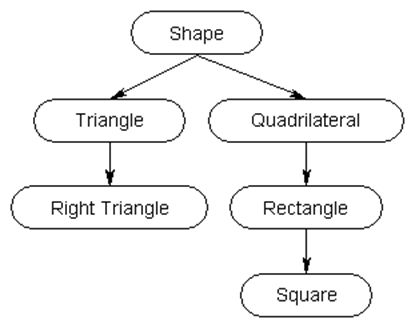 Shape
Triangle
Quadrilateral
Right Triangle
Rectangle
Square